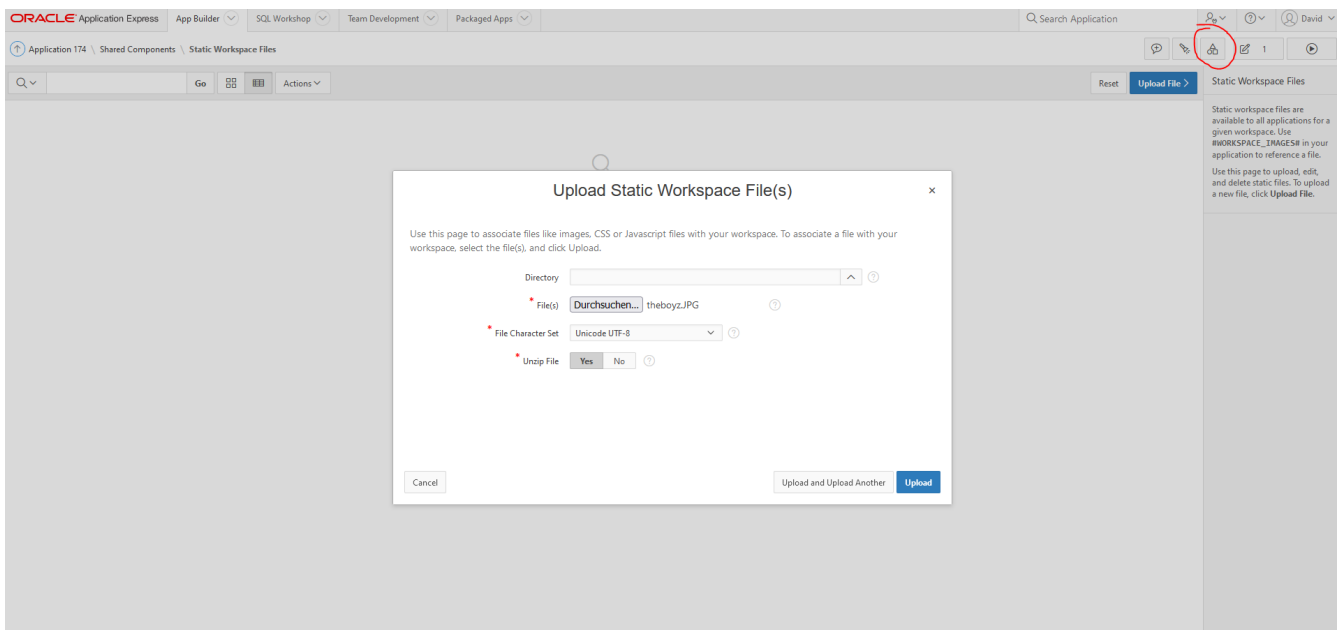 ORACLE Application Express App Builder SQL Workshop Team Development Packaged Apps Search Application David
Application 174 \ Shared Components \ Static Workspace Files 1
Go Actions Reset Upload File > Static Workspace Files
Static workspace files are
available to all applications for a
given workspace. Use
#WORKSPACE_IMAGES# in your
application to reference a file.
Use this page to upload, edit,
and delete static files. To upload
a new file, click Upload File.
Upload Static Workspace File(s) ×
Use this page to associate files like images, CSS or Javascript files with your workspace. To associate a file with your
workspace, select the file(s), and click Upload.
Directory ?
* File(s) Durchsuchen... theboyz.JPG ?
* File Character Set Unicode UTF-8 ?
* Unzip File Yes No ?
Cancel Upload and Upload Another Upload